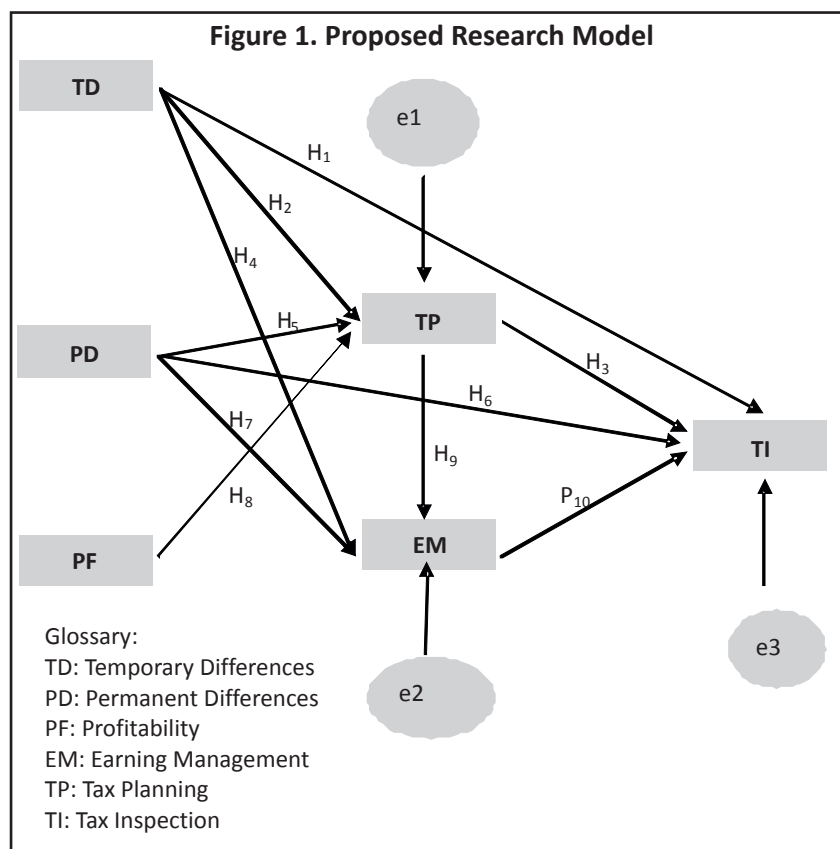 Figure 1. Proposed Research Model
TD
e1
H1
H2
H4
TP
H5
PD
H3
H6
H7
TI
H9
H8
P10
PF
EM
e3
e2
Glossary:
TD: Temporary Differences
PD: Permanent Differences
PF: Profitability
EM: Earning Management
TP: Tax Planning
TI: Tax Inspection